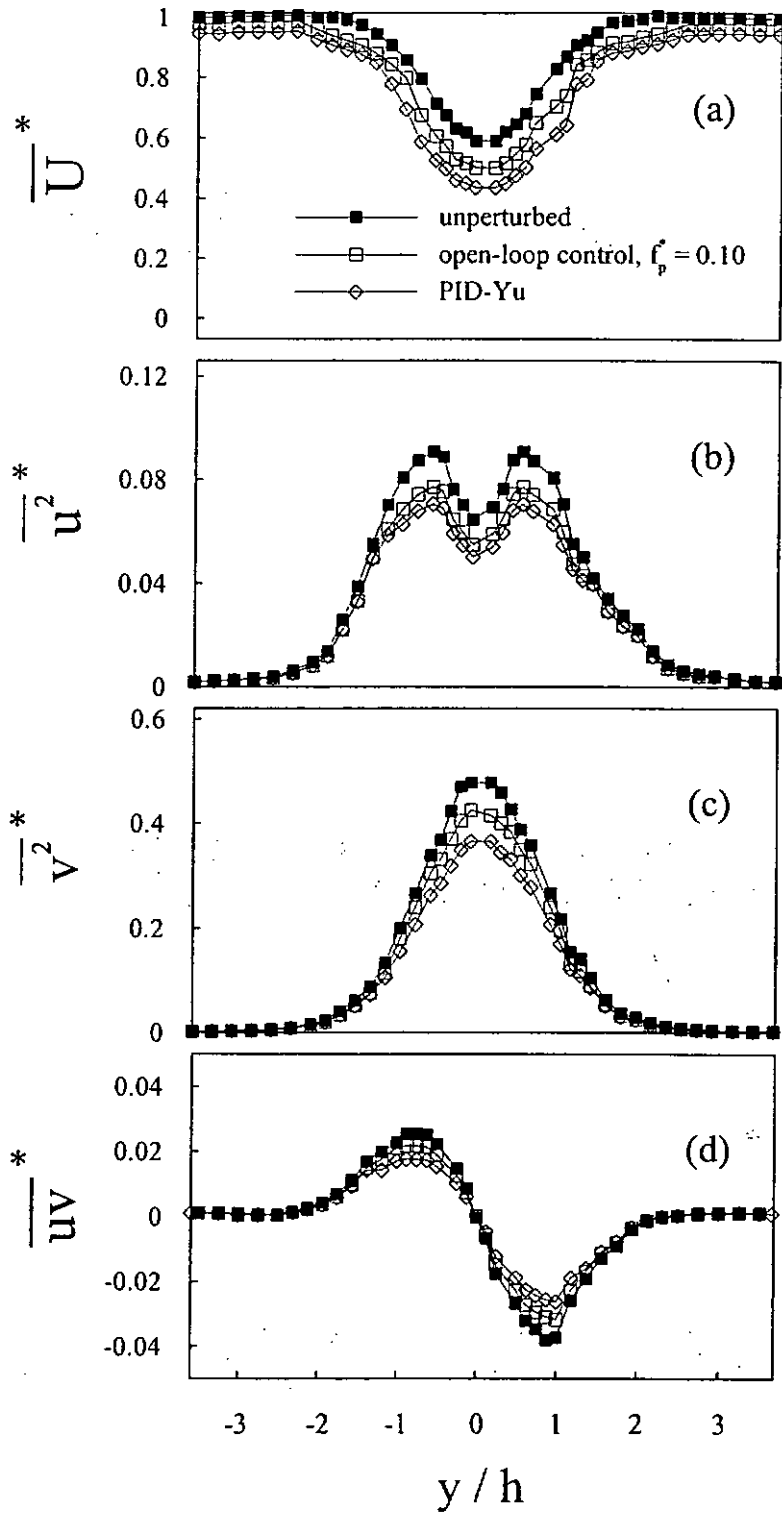 1
0.8
0.6
0.4
0.2
0
U*
(a)
unperturbed
open-loop control, f*p = 0.10
PID-Yu
0.12
0.08
0.04
0
u2*
(b)
0.6
0.4
0.2
0
v2*
(c)
0.04
0.02
0
-0.02
-0.04
uv*
(d)
-3 -2 -1 0 1 2 3
y / h